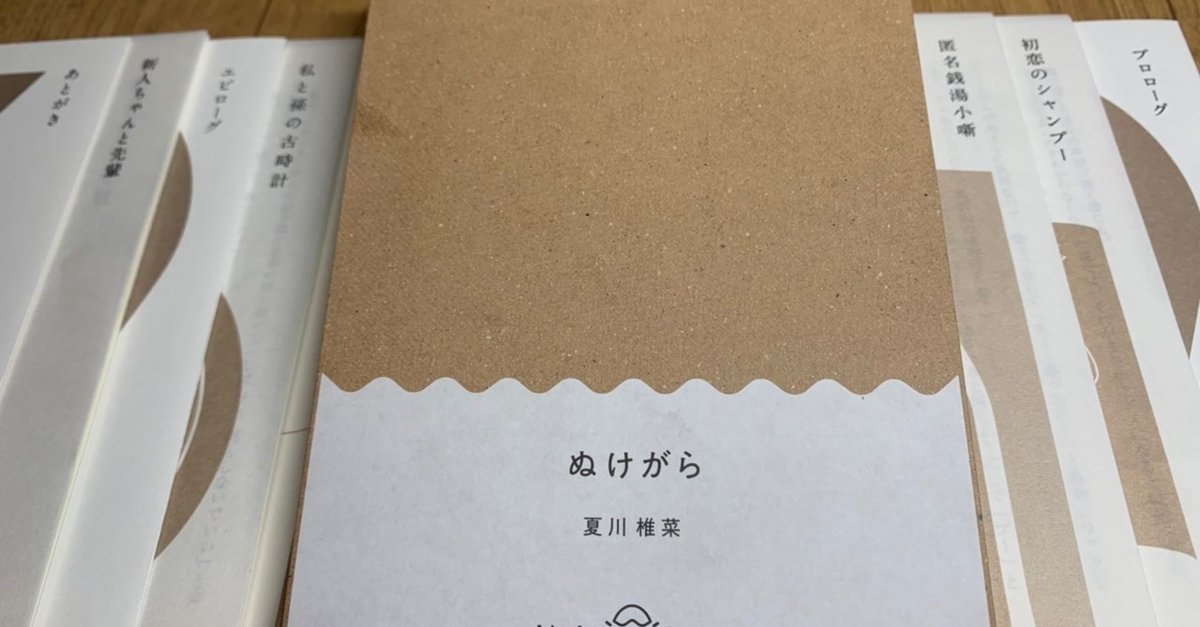 プロローグ
初恋のシャンプー
匿名銭湯小噺
ぬけがら
夏川椎菜
私と孫の古時計
エピローグ
新人ちゃんと先輩
あとがき